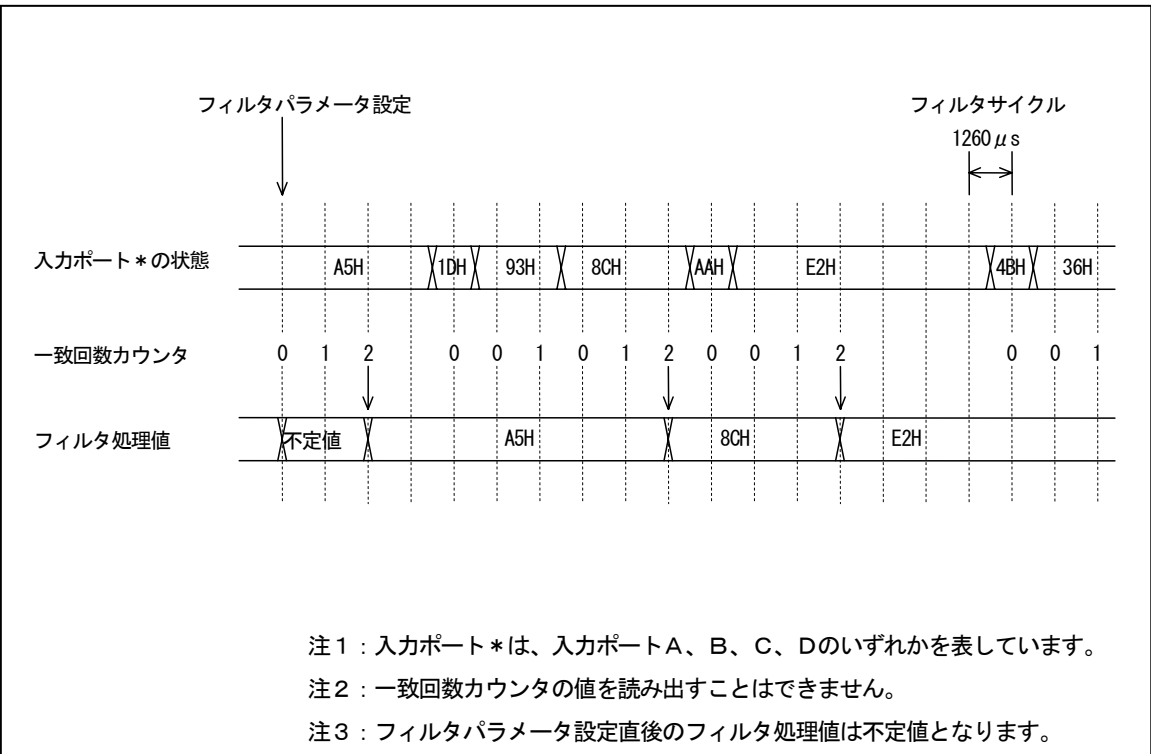 フィルタパラメータ設定
フィルタサイクル
1260μs
入力ポート*の状態
A5H 1DH 93H 8CH AAH E2H 4BH 36H
一致回数カウンタ
0 1 2 0 0 1 0 1 2 0 0 1 2 0 0 1
フィルタ処理値
不定値 A5H 8CH E2H
注1:入力ポート*は、入力ポートA、B、C、Dのいずれかを表しています。
注2:一致回数カウンタの値を読み出すことはできません。
注3:フィルタパラメータ設定直後のフィルタ処理値は不定値となります。